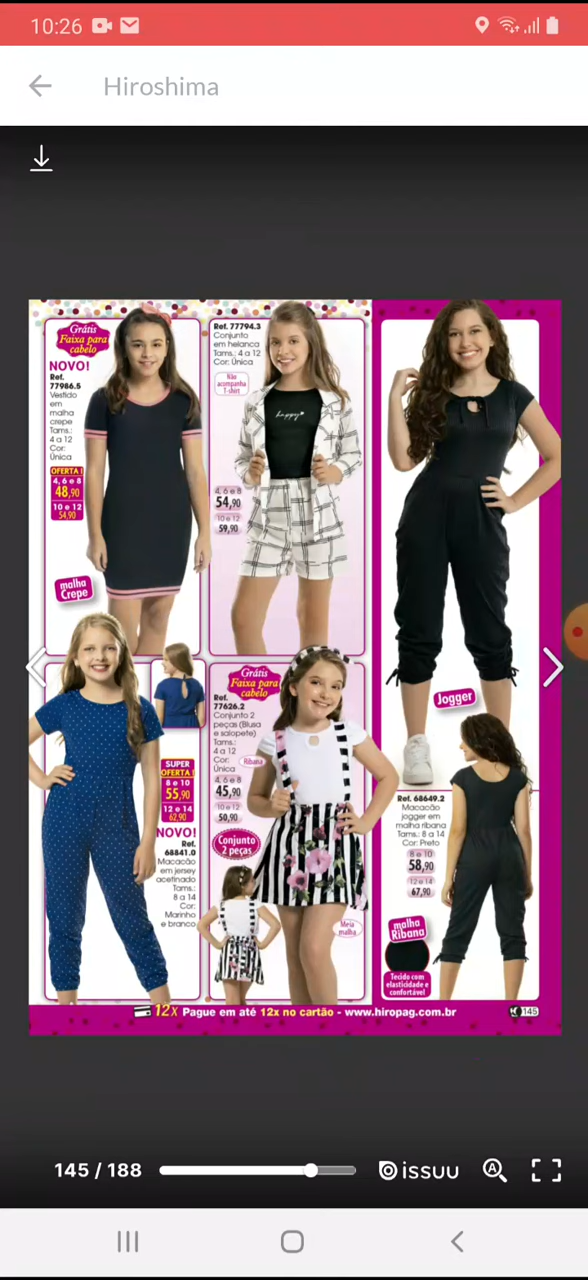 10:26
Hiroshima
Grátis
Faixa para
cabelo
NOVO!
Ref.
77986.5
Vestido
em
malha
crepe
Tams.:
4 a 12
Cor:
Única
OFERTA!
4, 6 e 8
48,90
10 e 12
54,90
malha
Crepe
Ref. 77794.3
Conjunto
em helanca
Tams.: 4 a 12
Cor: Única
Não
acompanha
T-shirt
happy
4, 6 e 8
54,90
10 e 12
59,90
SUPER
OFERTA!
8 e 10
55,90
12 e 14
62,90
NOVO!
Ref.
68841.0
Macacão
em jersey
acetinado
Tams.:
8 a 14
Cor:
Marinho
e branco
Grátis
Faixa para
cabelo
Ref.
77626.2
Conjunto 2
peças (Blusa
e salopete)
Tams.:
4 a 12
Cor:
Única
Ribana
4, 6 e 8
45,90
10 e 12
50,90
Conjunto
2 peças
Meia
malha
Jogger
Ref. 68649.2
Macacão
jogger em
malha ribana
Tams.: 8 a 14
Cor: Preto
8 e 10
58,90
12 e 14
67,90
malha
Ribana
Tecido com
elasticidade e
confortável
12X Pague em até 12x no cartão - www.hiropag.com.br
145
145 / 188
issuu